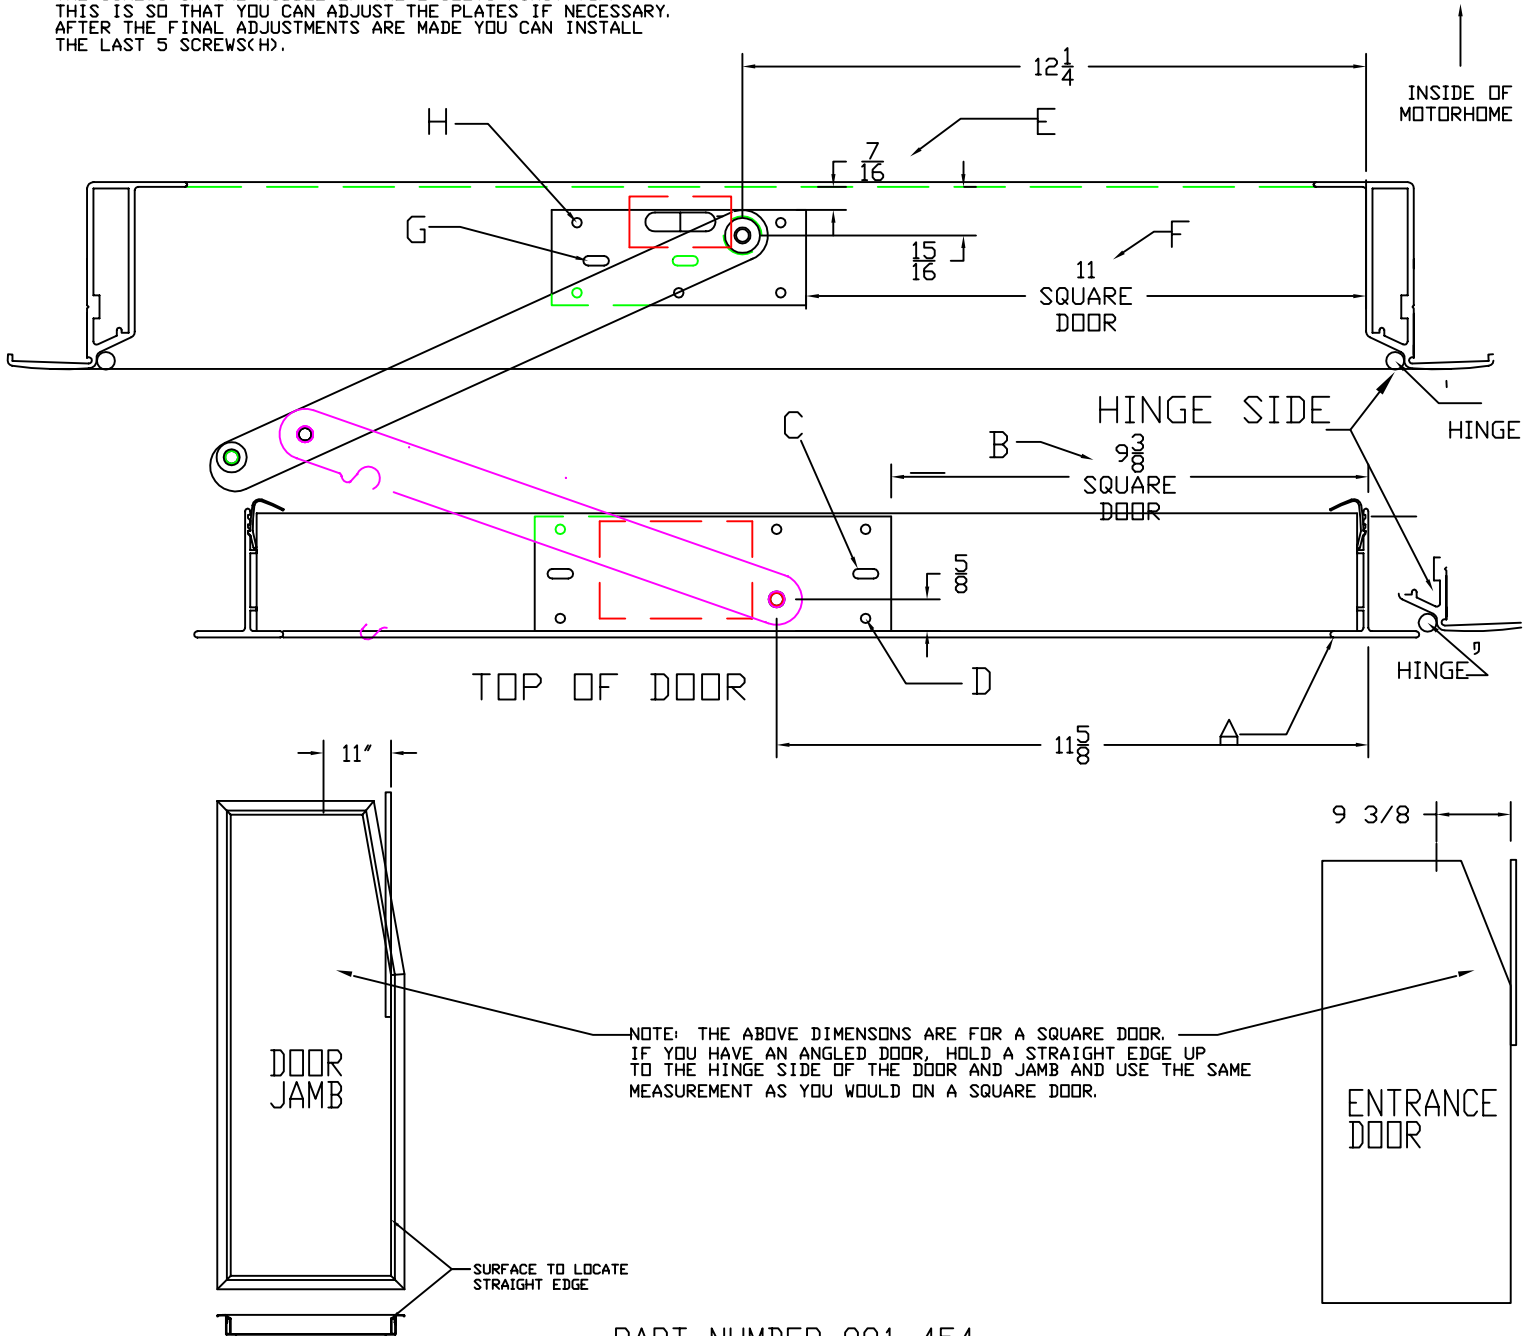 THIS IS SO THAT YOU CAN ADJUST THE PLATES IF NECESSARY.
AFTER THE FINAL ADJUSTMENTS ARE MADE YOU CAN INSTALL
THE LAST 5 SCREWS(H).
12 1/4
INSIDE OF
MOTORHOME
H
E
7/16
G
F
15/16
11
SQUARE
DOOR
HINGE SIDE
HINGE
C
B
9 3/8
SQUARE
DOOR
5/8
TOP OF DOOR
D
HINGE
A
11 5/8
11"
9 3/8
NOTE: THE ABOVE DIMENSONS ARE FOR A SQUARE DOOR.
IF YOU HAVE AN ANGLED DOOR, HOLD A STRAIGHT EDGE UP
TO THE HINGE SIDE OF THE DOOR AND JAMB AND USE THE SAME
MEASUREMENT AS YOU WOULD ON A SQUARE DOOR.
DOOR
JAMB
ENTRANCE
DOOR
SURFACE TO LOCATE
STRAIGHT EDGE
PART NUMBER